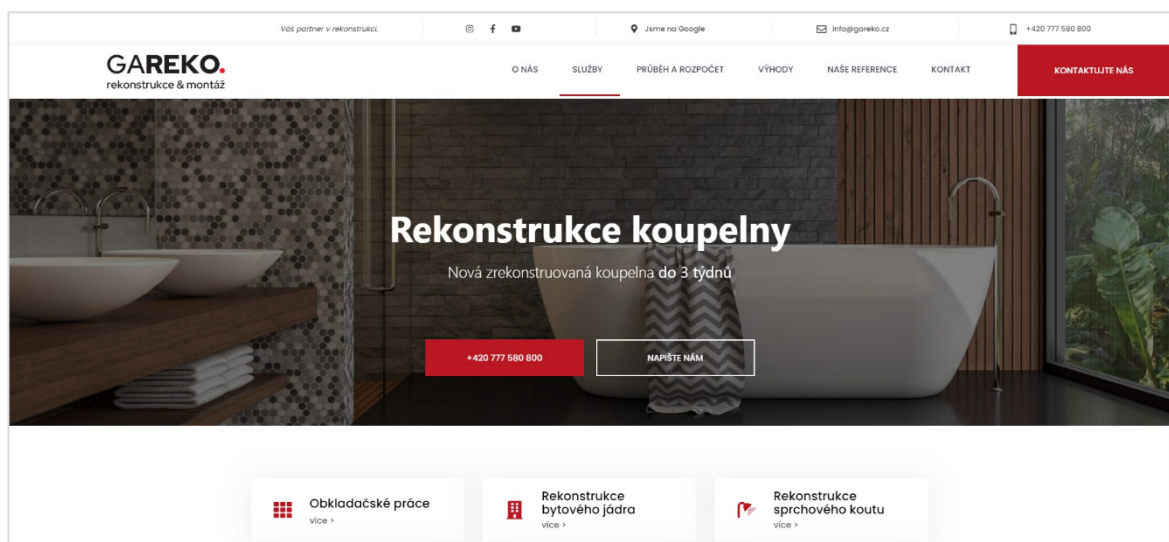 Váš partner v rekonstrukci.
Jsme na Google
info@gareko.cz
+420 777 580 800
GAREKO.
rekonstrukce & montáž
O NÁS
SLUŽBY
PRŮBĚH A ROZPOČET
VÝHODY
NAŠE REFERENCE
KONTAKT
KONTAKTUJTE NÁS
Rekonstrukce koupelny
Nová zrekonstruovaná koupelna do 3 týdnů
+420 777 580 800
NAPIŠTE NÁM
Obkladačské práce
více >
Rekonstrukce
bytového jádra
více >
Rekonstrukce
sprchového koutu
více >